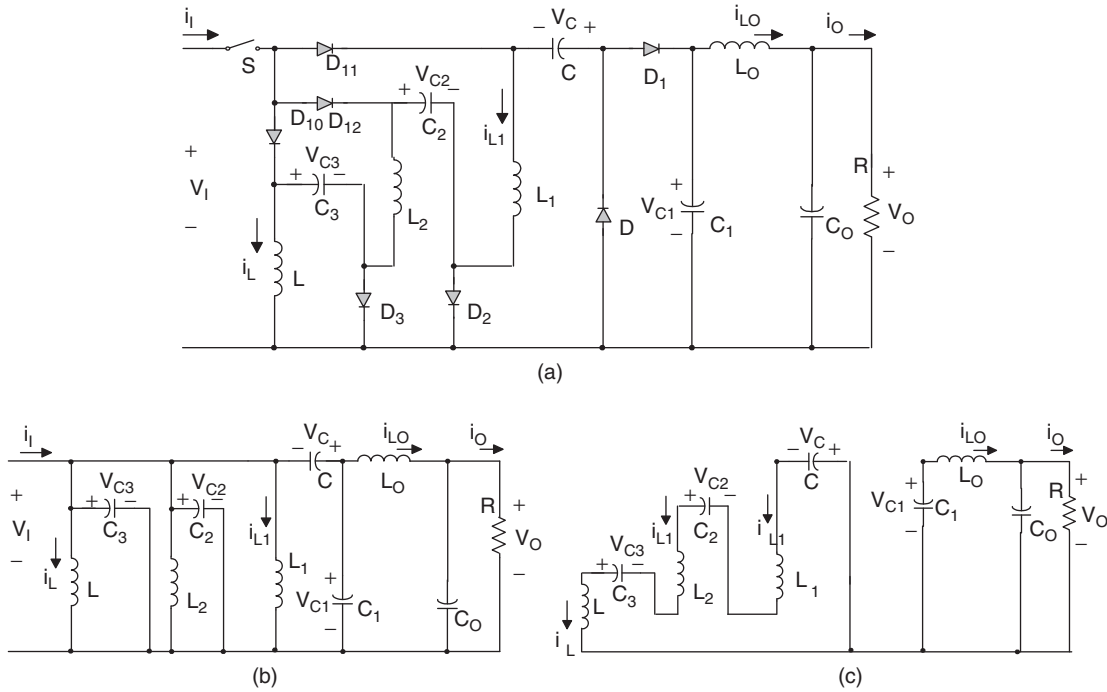 i_I
S
D_11
− V_C +
C
D_1
i_LO
L_O
i_O
D_10
D_12
+ V_C2 −
C_2
i_L1
+
V_I
−
+ V_C3 −
C_3
L_2
L_1
i_L
L
D_3
D_2
D
+
V_C1
−
C_1
C_O
R
+
V_O
−
(a)
i_I
+
V_I
−
V_C3
+ −
C_3
V_C2
+ −
C_2
− V_C +
C
i_LO
L_O
i_O
i_L
L
L_2
i_L1
L_1
+
V_C1
−
C_1
C_O
R
+
V_O
−
(b)
V_C
− +
C
V_C2
+ −
C_2
i_L1
i_L1
V_C3
+ −
C_3
L
i_L
L_2
L_1
i_LO
L_O
i_O
+
V_C1
−
C_1
C_O
R
+
V_O
−
(c)